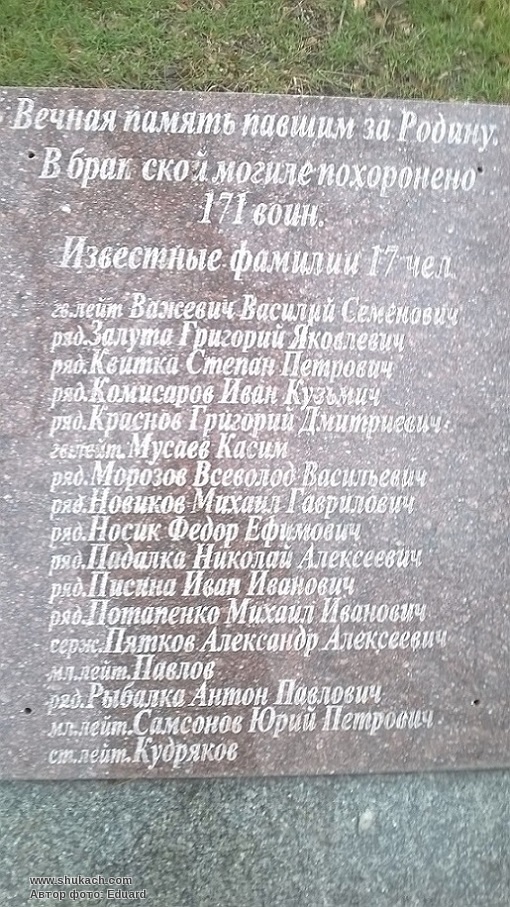 Вечная память павшим за Родину.
В брат ской могиле похоронено
171 воин.
Известные фамилии 17 чел.
гв.лейт. Важевич Василий Семёнович
ряд.Залута Григорий Яковлевич
ряд.Квитка Степан Петрович
ряд.Комисаров Иван Кузьмич
ряд.Краснов Григорий Дмитриевич
гв.лейт.Мусаев Касим
ряд.Морозов Всеволод Васильевич
ряд.Новиков Михаил Гаврилович
ряд.Носик Федор Ефимович
ряд.Падалка Николай Алексеевич
ряд.Писина Иван Иванович
ряд.Потапенко Михаил Иванович
серж.Пятков Александр Алексеевич
мл.лейт.Павлов
ряд.Рыбалка Антон Павлович
мл.лейт.Самсонов Юрий Петрович
ст.лейт.Кудряков
www.shukach.com
Автор фото: Eduard